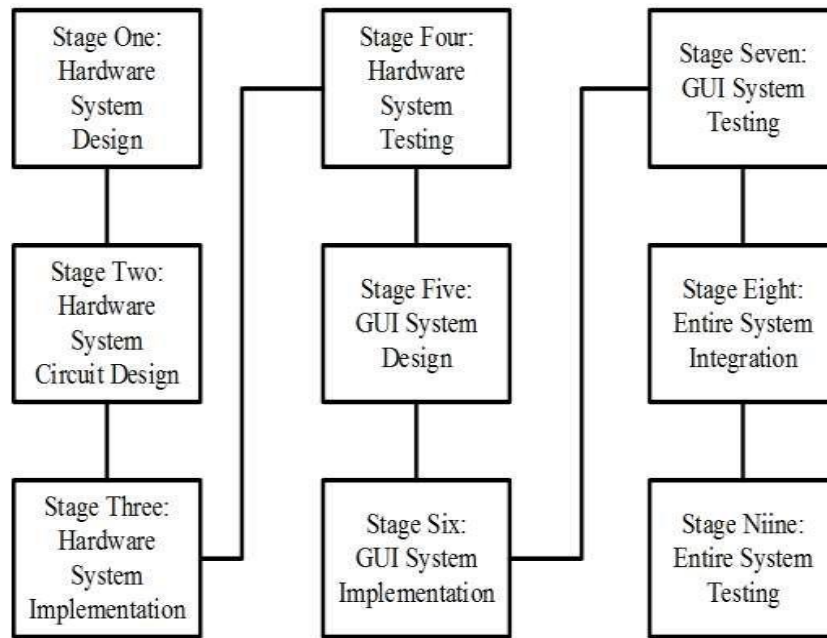 Stage One:
Hardware
System
Design
Stage Two:
Hardware
System
Circuit Design
Stage Three:
Hardware
System
Implementation
Stage Four:
Hardware
System
Testing
Stage Five:
GUI System
Design
Stage Six:
GUI System
Implementation
Stage Seven:
GUI System
Testing
Stage Eight:
Entire System
Integration
Stage Niine:
Entire System
Testing